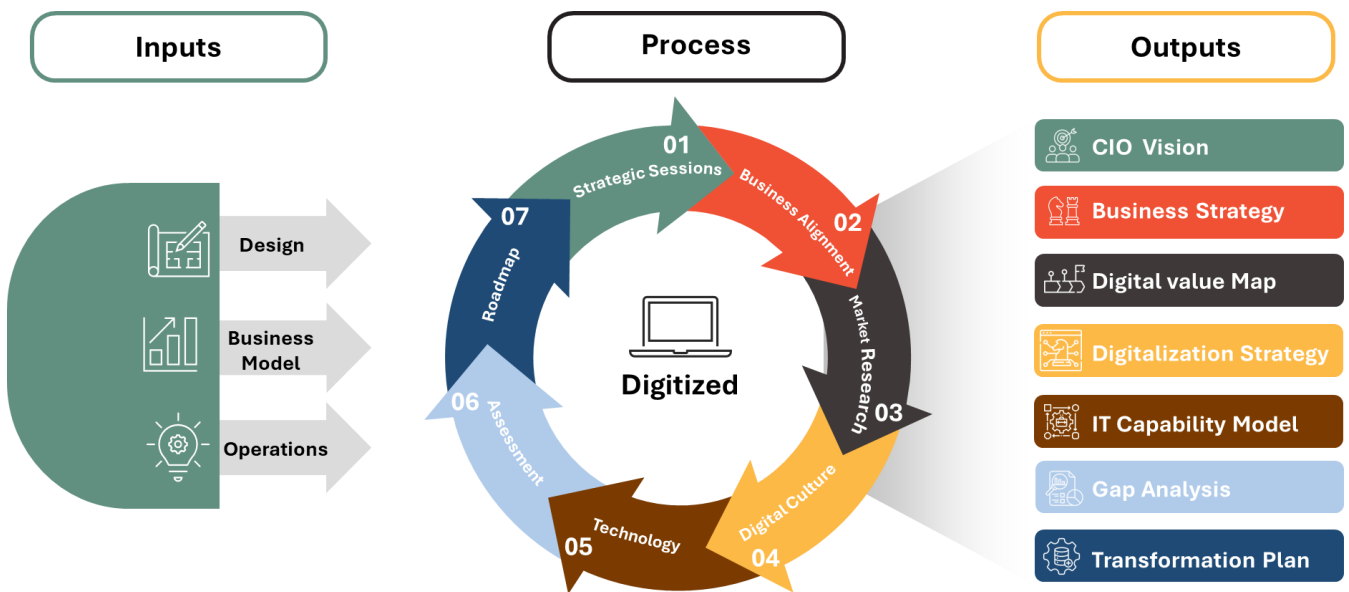 Inputs
Process
Outputs
Design
Business
Model
Operations
01
Strategic Sessions
02
Business Alignment
03
Market Research
04
Digital Culture
05
Technology
06
Assessment
07
Roadmap
Digitized
CIO Vision
Business Strategy
Digital value Map
Digitalization Strategy
IT Capability Model
Gap Analysis
Transformation Plan